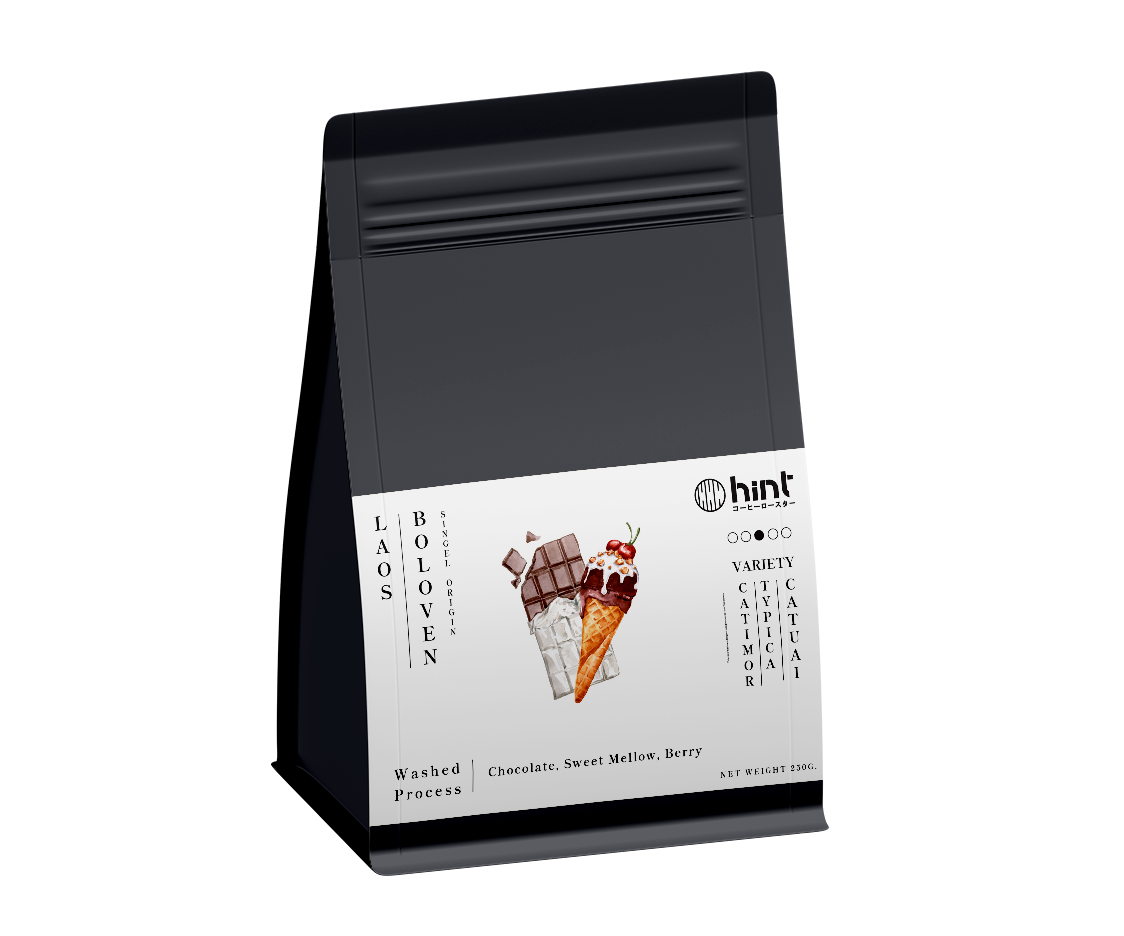 LAOS
BOLOVEN
SINGEL ORIGIN
hint
コーヒーロースター
VARIETY
CATIMOR
TYPICA
CATUAI
Washed
Process
Chocolate, Sweet Mellow, Berry
NET WEIGHT 250G.